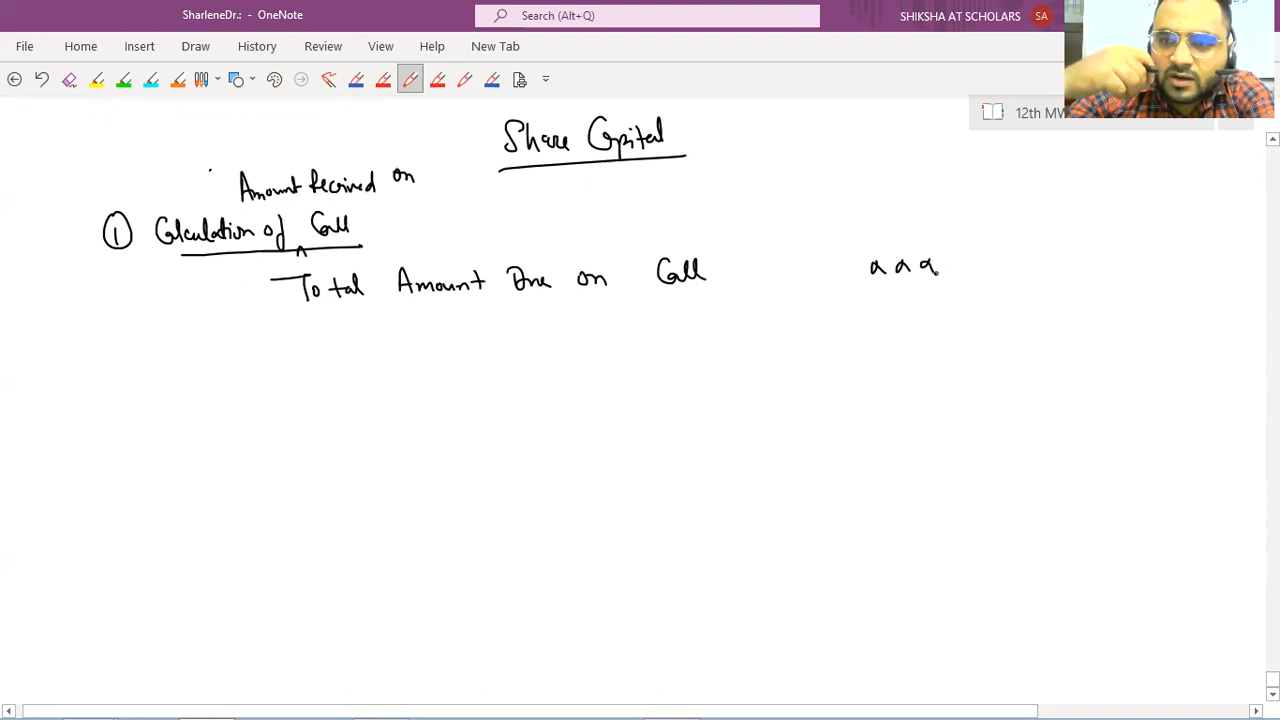 SharleneDr.: - OneNote
Search (Alt+Q)
SHIKSHA AT SCHOLARS SA
File Home Insert Draw History Review View Help New Tab
12th MW
Share Capital
Amount Received on
① Calculation of ^ Call
Total Amount Due on Call